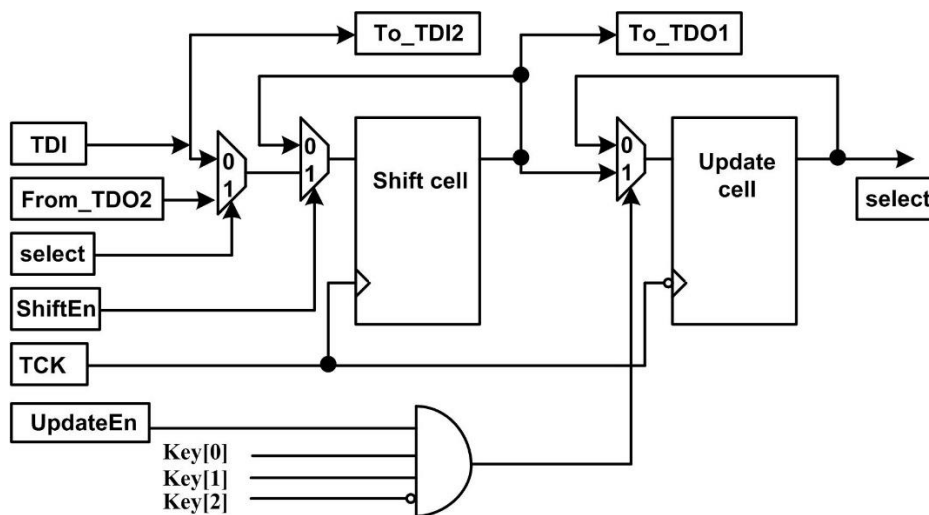 To_TDI2
To_TDO1
TDI
0
1
0
1
Shift cell
0
1
Update
cell
From_TDO2
select
select
ShiftEn
TCK
UpdateEn
Key[0]
Key[1]
Key[2]